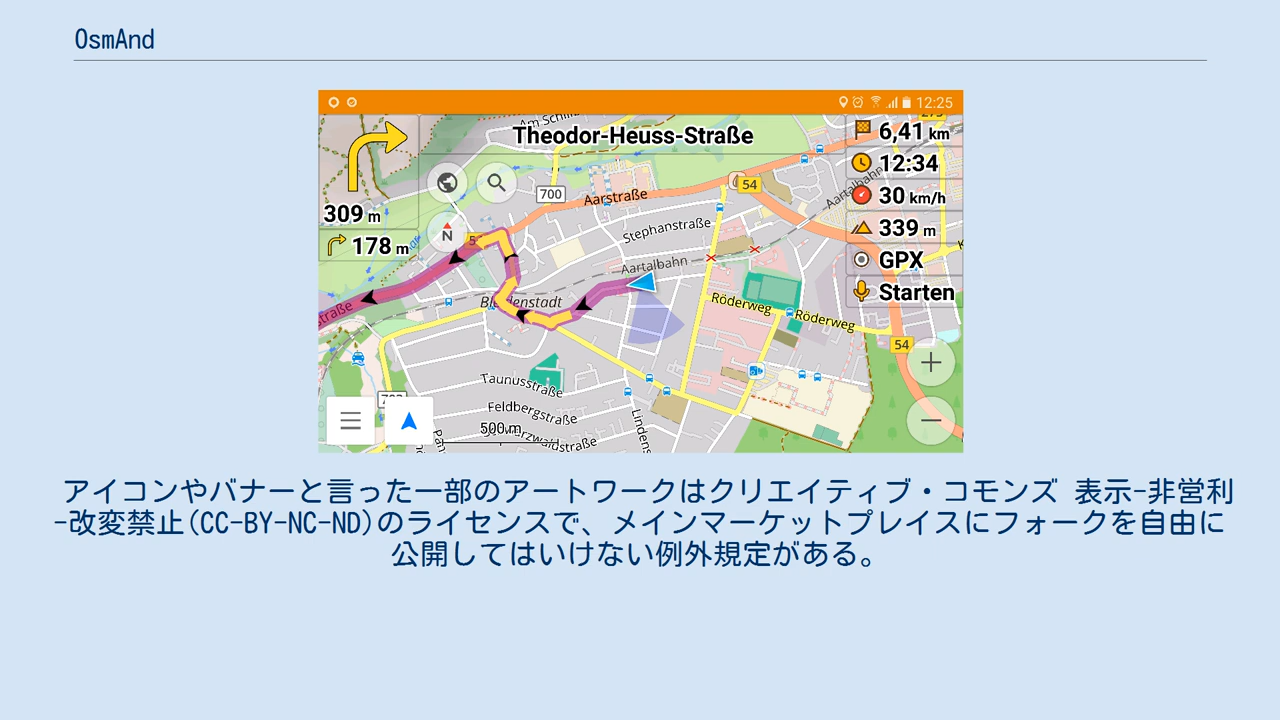 OsmAnd
12:25
Theodor-Heuss-Straße
6,41 km
12:34
30 km/h
339 m
GPX
Starten
309 m
178 m
700
54
Aarstraße
Aartalbahn
Stephanstraße
N
Aartalbahn
straße
Röderweg
Röderweg
54
Taunusstraße
Feldbergstraße
500 m
アイコンやバナーと言った一部のアートワークはクリエイティブ・コモンズ 表示-非営利
-改変禁止(CC-BY-NC-ND)のライセンスで、メインマーケットプレイスにフォークを自由に
公開してはいけない例外規定がある。